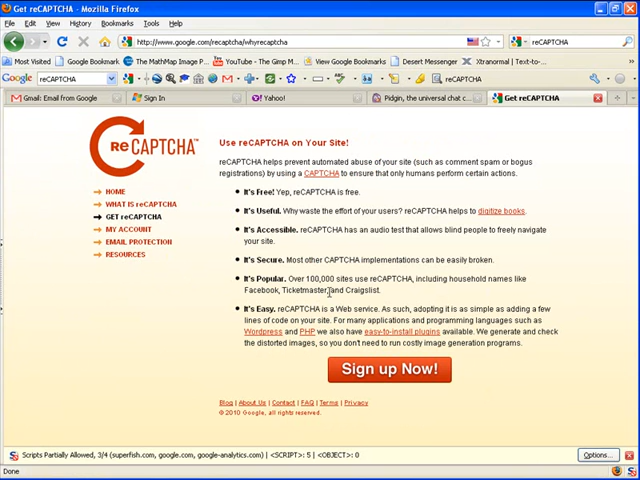 Get reCAPTCHA - Mozilla Firefox
File Edit View History Bookmarks Tools Help
http://www.google.com/recaptcha/whyrecaptcha
reCAPTCHA
Most Visited Google Bookmark The MathMap Image P... YouTube - The Gimp M... View Google Bookmarks Desert Messenger Xtranormal | Text-to-...
Google reCAPTCHA reCAPTCHA
Gmail: Email from Google Sign In Yahoo! Pidgin, the universal chat c... Get reCAPTCHA
reCAPTCHA™
HOME
WHAT IS reCAPTCHA
GET reCAPTCHA
MY ACCOUNT
EMAIL PROTECTION
RESOURCES
Use reCAPTCHA on Your Site!
reCAPTCHA helps prevent automated abuse of your site (such as comment spam or bogus
registrations) by using a CAPTCHA to ensure that only humans perform certain actions.
It's Free! Yep, reCAPTCHA is free.
It's Useful. Why waste the effort of your users? reCAPTCHA helps to digitize books.
It's Accessible. reCAPTCHA has an audio test that allows blind people to freely navigate
your site.
It's Secure. Most other CAPTCHA implementations can be easily broken.
It's Popular. Over 100,000 sites use reCAPTCHA, including household names like
Facebook, Ticketmaster and Craigslist.
It's Easy. reCAPTCHA is a Web service. As such, adopting it is as simple as adding a few
lines of code on your site. For many applications and programming languages such as
Wordpress and PHP we also have easy-to-install plugins available. We generate and check
the distorted images, so you don't need to run costly image generation programs.
Sign up Now!
Blog | About Us | Contact | FAQ | Terms | Privacy
© 2010 Google, all rights reserved.
Scripts Partially Allowed, 3/4 (superfish.com, google.com, google-analytics.com) | <SCRIPT>: 5 | <OBJECT>: 0
Options...
Done